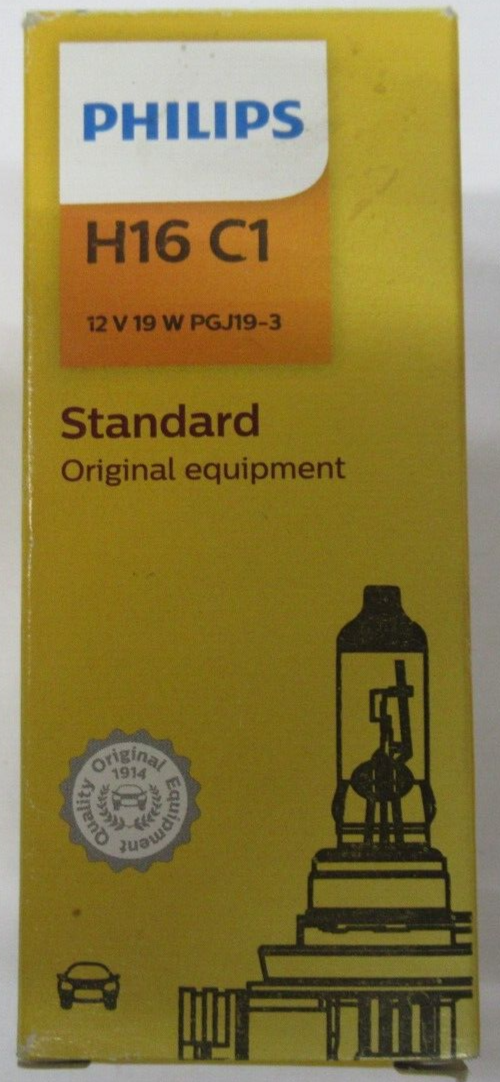 PHILIPS
H16 C1
12 V 19 W PGJ19-3
Standard
Original equipment
Original Equipment Quality
1914